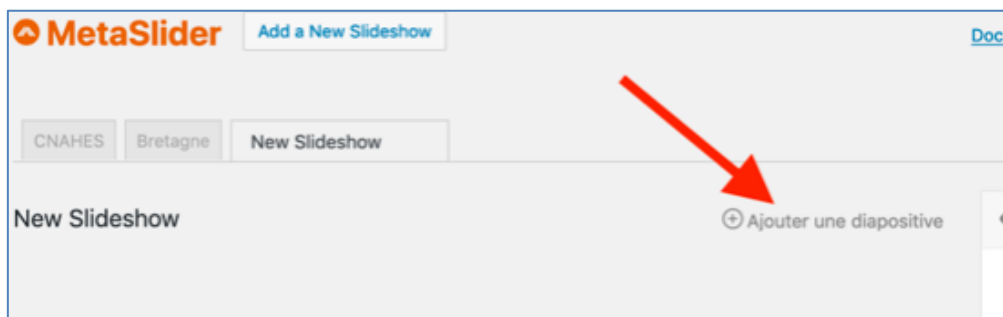 MetaSlider Add a New Slideshow
Doc
CNAHES Bretagne New Slideshow
New Slideshow Ajouter une diapositive